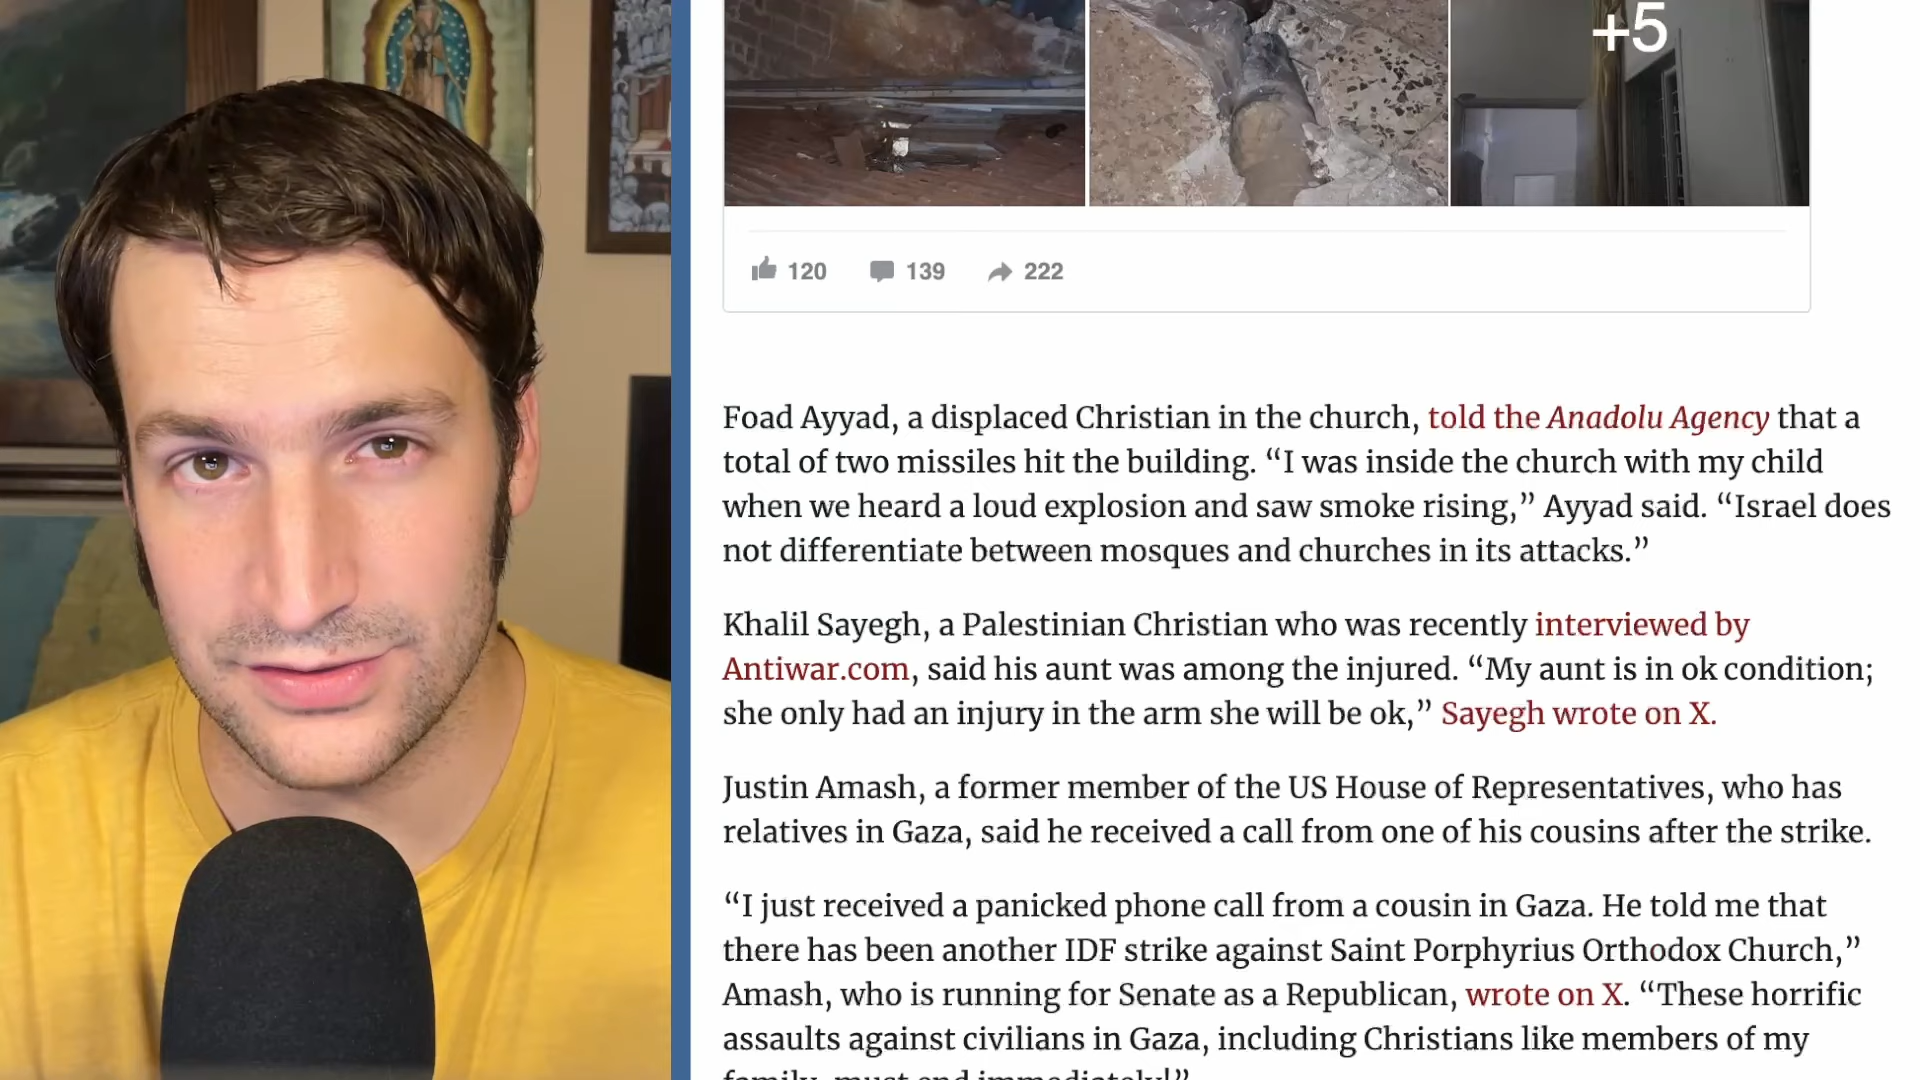 +5
120 139 222
Foad Ayyad, a displaced Christian in the church, told the Anadolu Agency that a
total of two missiles hit the building. “I was inside the church with my child
when we heard a loud explosion and saw smoke rising,” Ayyad said. “Israel does
not differentiate between mosques and churches in its attacks.”
Khalil Sayegh, a Palestinian Christian who was recently interviewed by
Antiwar.com, said his aunt was among the injured. “My aunt is in ok condition;
she only had an injury in the arm she will be ok,” Sayegh wrote on X.
Justin Amash, a former member of the US House of Representatives, who has
relatives in Gaza, said he received a call from one of his cousins after the strike.
“I just received a panicked phone call from a cousin in Gaza. He told me that
there has been another IDF strike against Saint Porphyrius Orthodox Church,”
Amash, who is running for Senate as a Republican, wrote on X. “These horrific
assaults against civilians in Gaza, including Christians like members of my
family, must end immediately!”